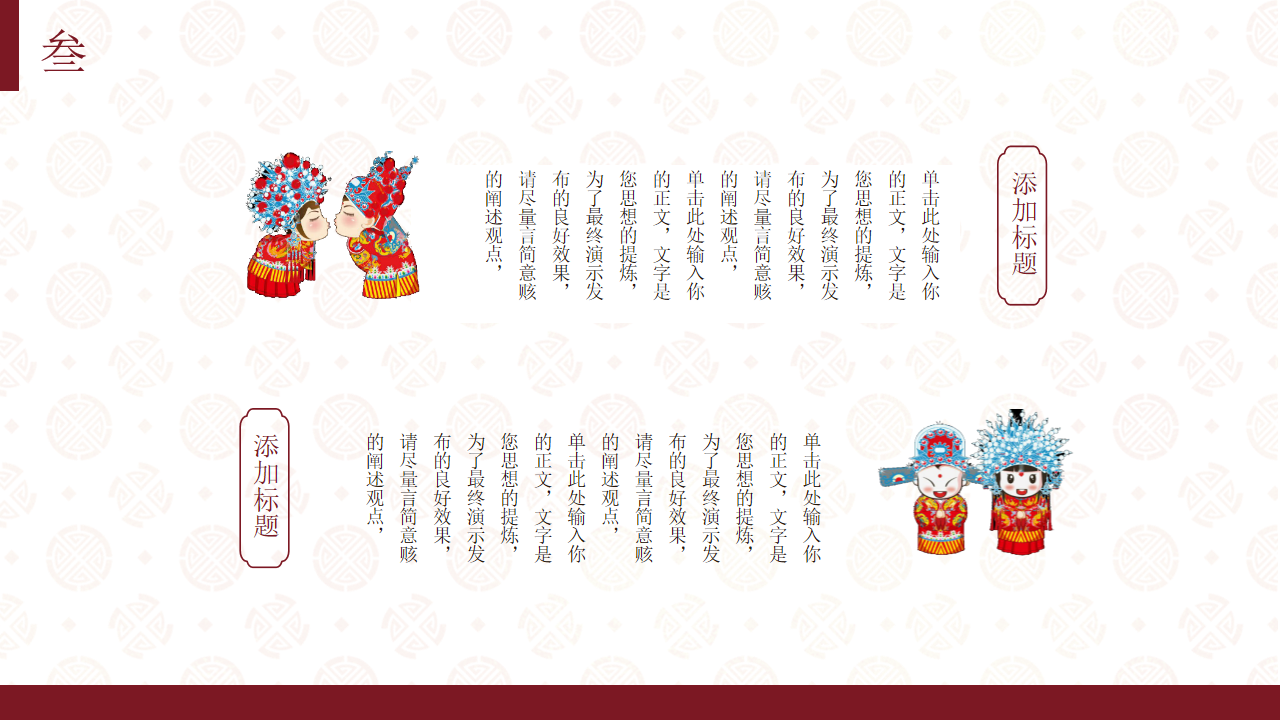 叁
添加标题
单击此处输入你
的正文，文字是
您思想的提炼，
为了最终演示发
布的良好效果，
请尽量言简意赅
的阐述观点，
单击此处输入你
的正文，文字是
您思想的提炼，
为了最终演示发
布的良好效果，
请尽量言简意赅
的阐述观点，
单击此处输入你
的正文，文字是
您思想的提炼，
为了最终演示发
布的良好效果，
请尽量言简意赅
的阐述观点，
单击此处输入你
的正文，文字是
您思想的提炼，
为了最终演示发
布的良好效果，
请尽量言简意赅
的阐述观点，
添加标题